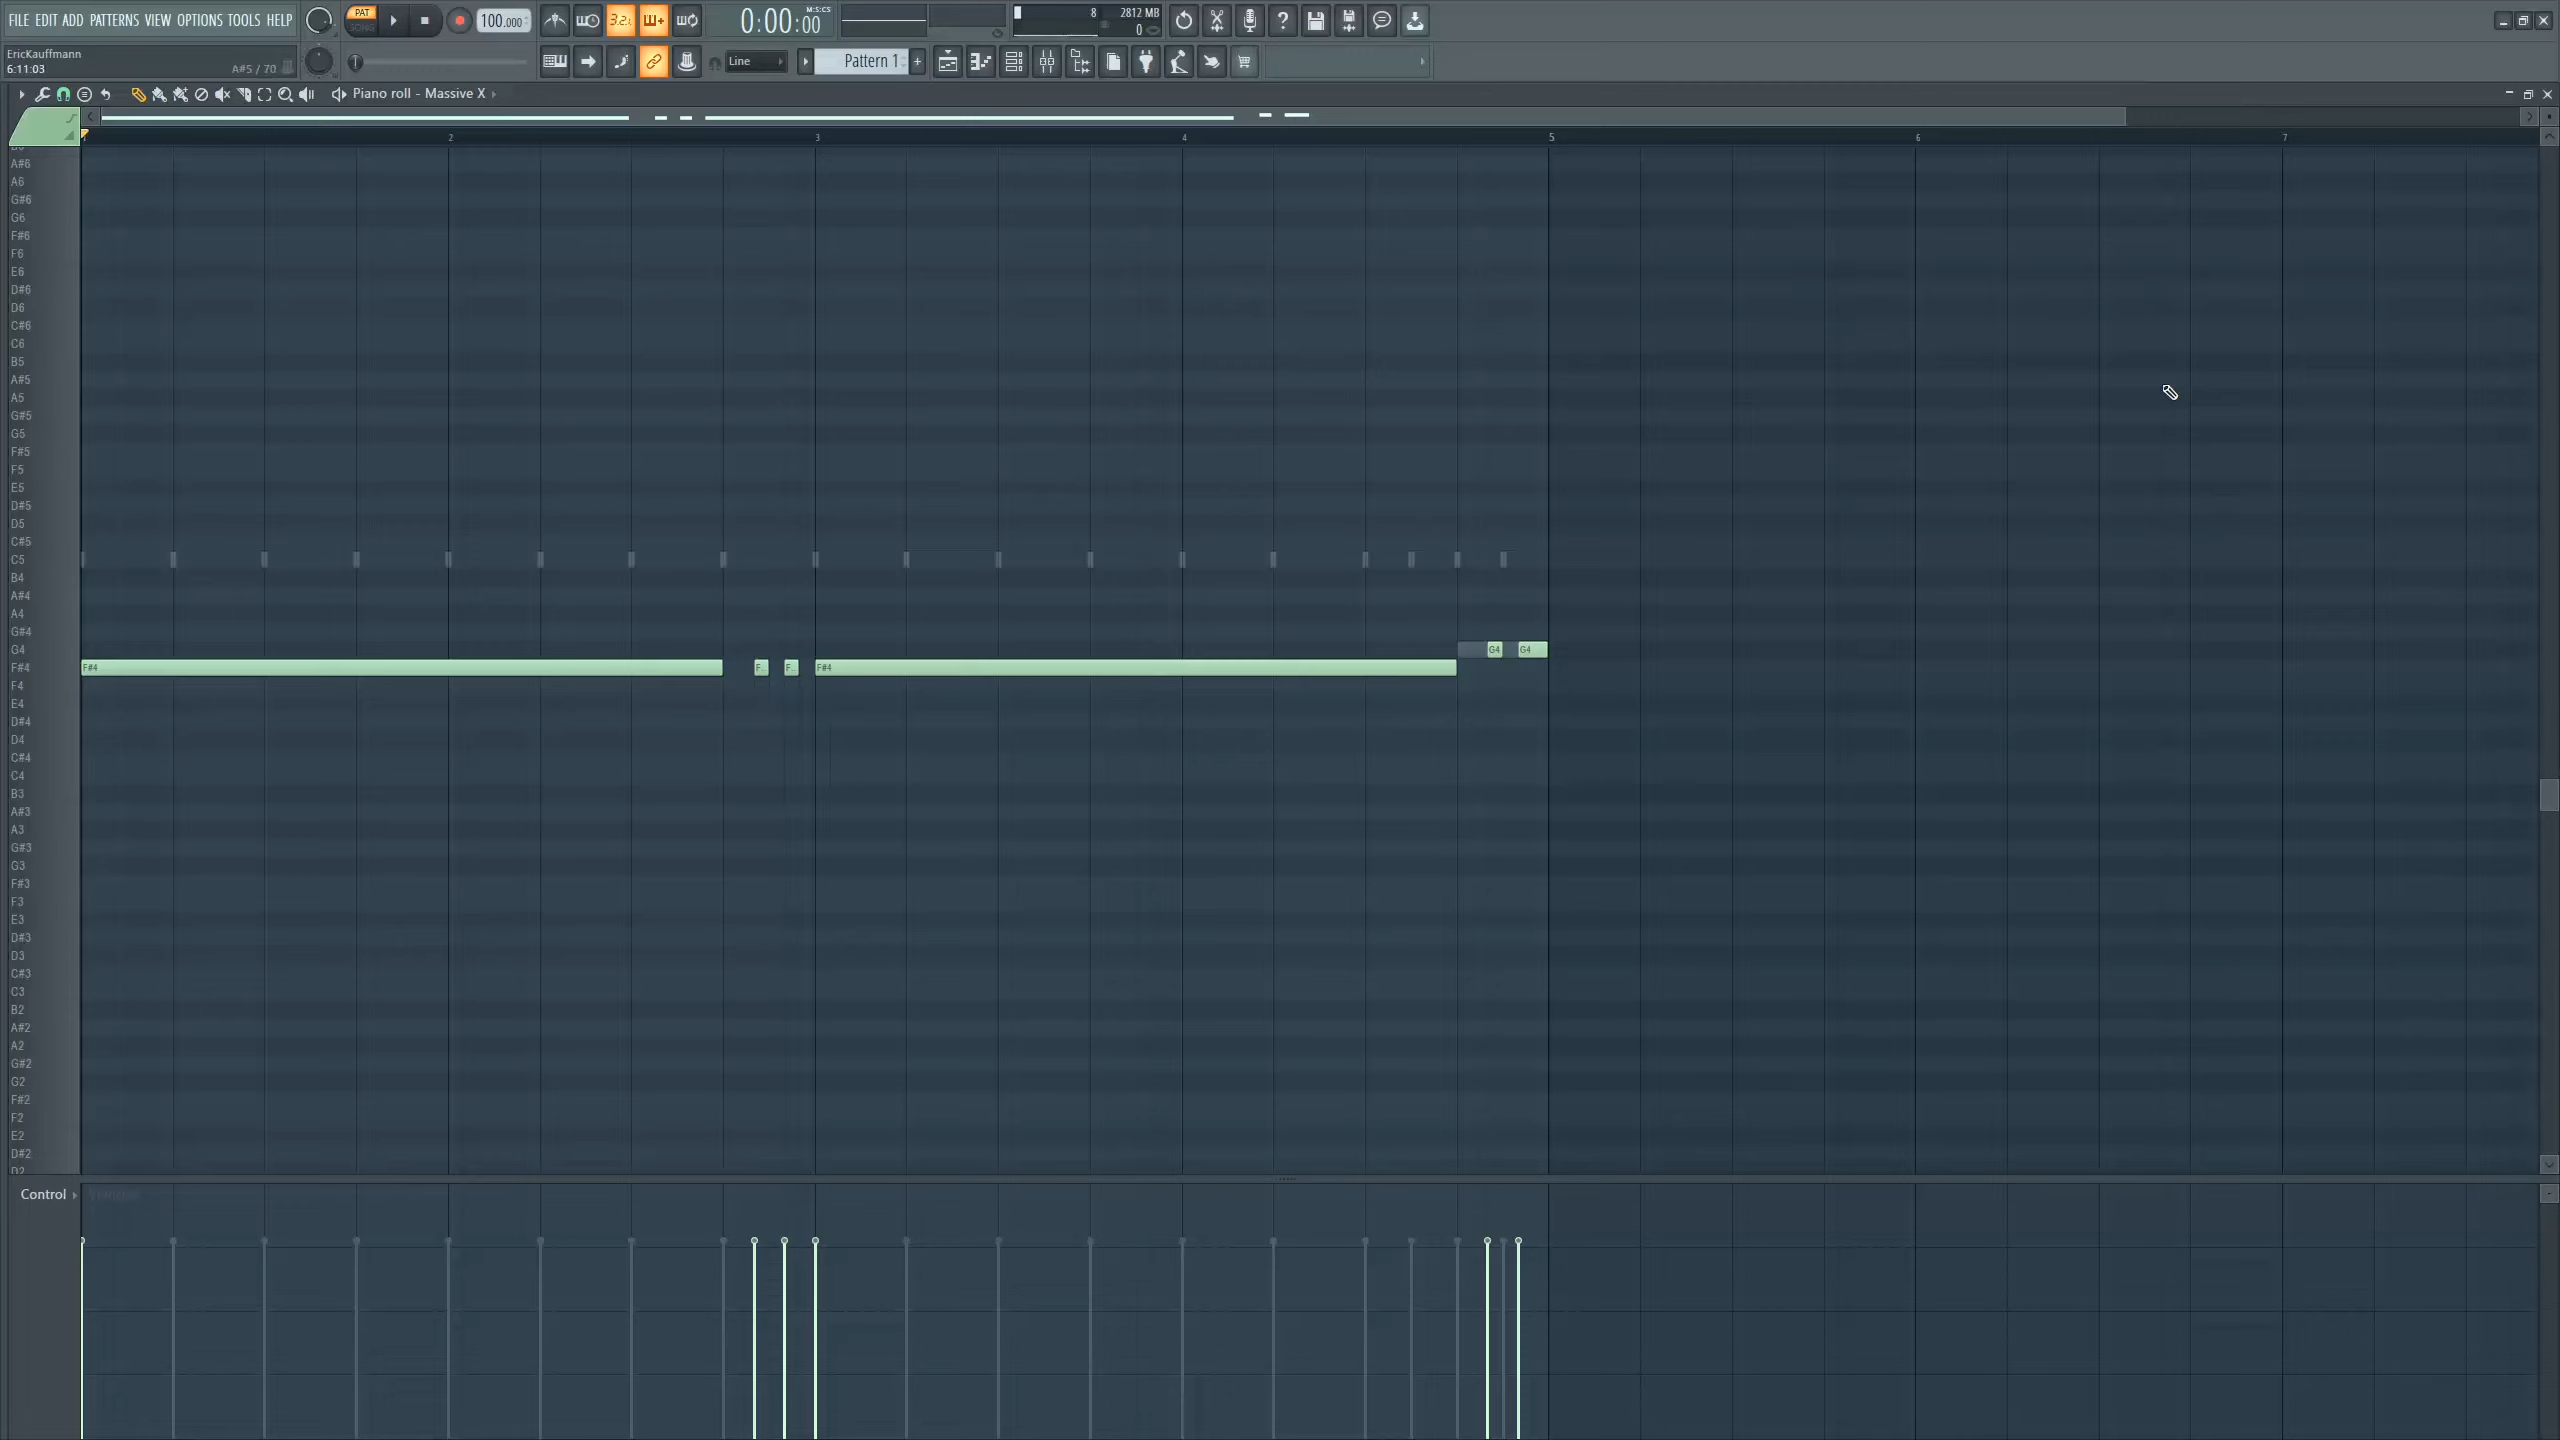 FILE EDIT ADD PATTERNS VIEW OPTIONS TOOLS HELP
PAT
SONG
100.000
3.2.
0:00:00
M:S:CS
8
2812 MB
0
EricKauffmann
6:11:03
A#5 / 70
Line
Pattern 1
+
Piano roll - Massive X
2
3
4
5
6
7
A#6
A6
G#6
G6
F#6
F6
E6
D#6
D6
C#6
C6
B5
A#5
A5
G#5
G5
F#5
F5
E5
D#5
D5
C#5
C5
B4
A#4
A4
G#4
G4
G4
G4
F#4
F#4
F...
F...
F#4
F4
E4
D#4
D4
C#4
C4
B3
A#3
A3
G#3
G3
F#3
F3
E3
D#3
D3
C#3
C3
B2
A#2
A2
G#2
G2
F#2
F2
E2
D#2
D2
Control